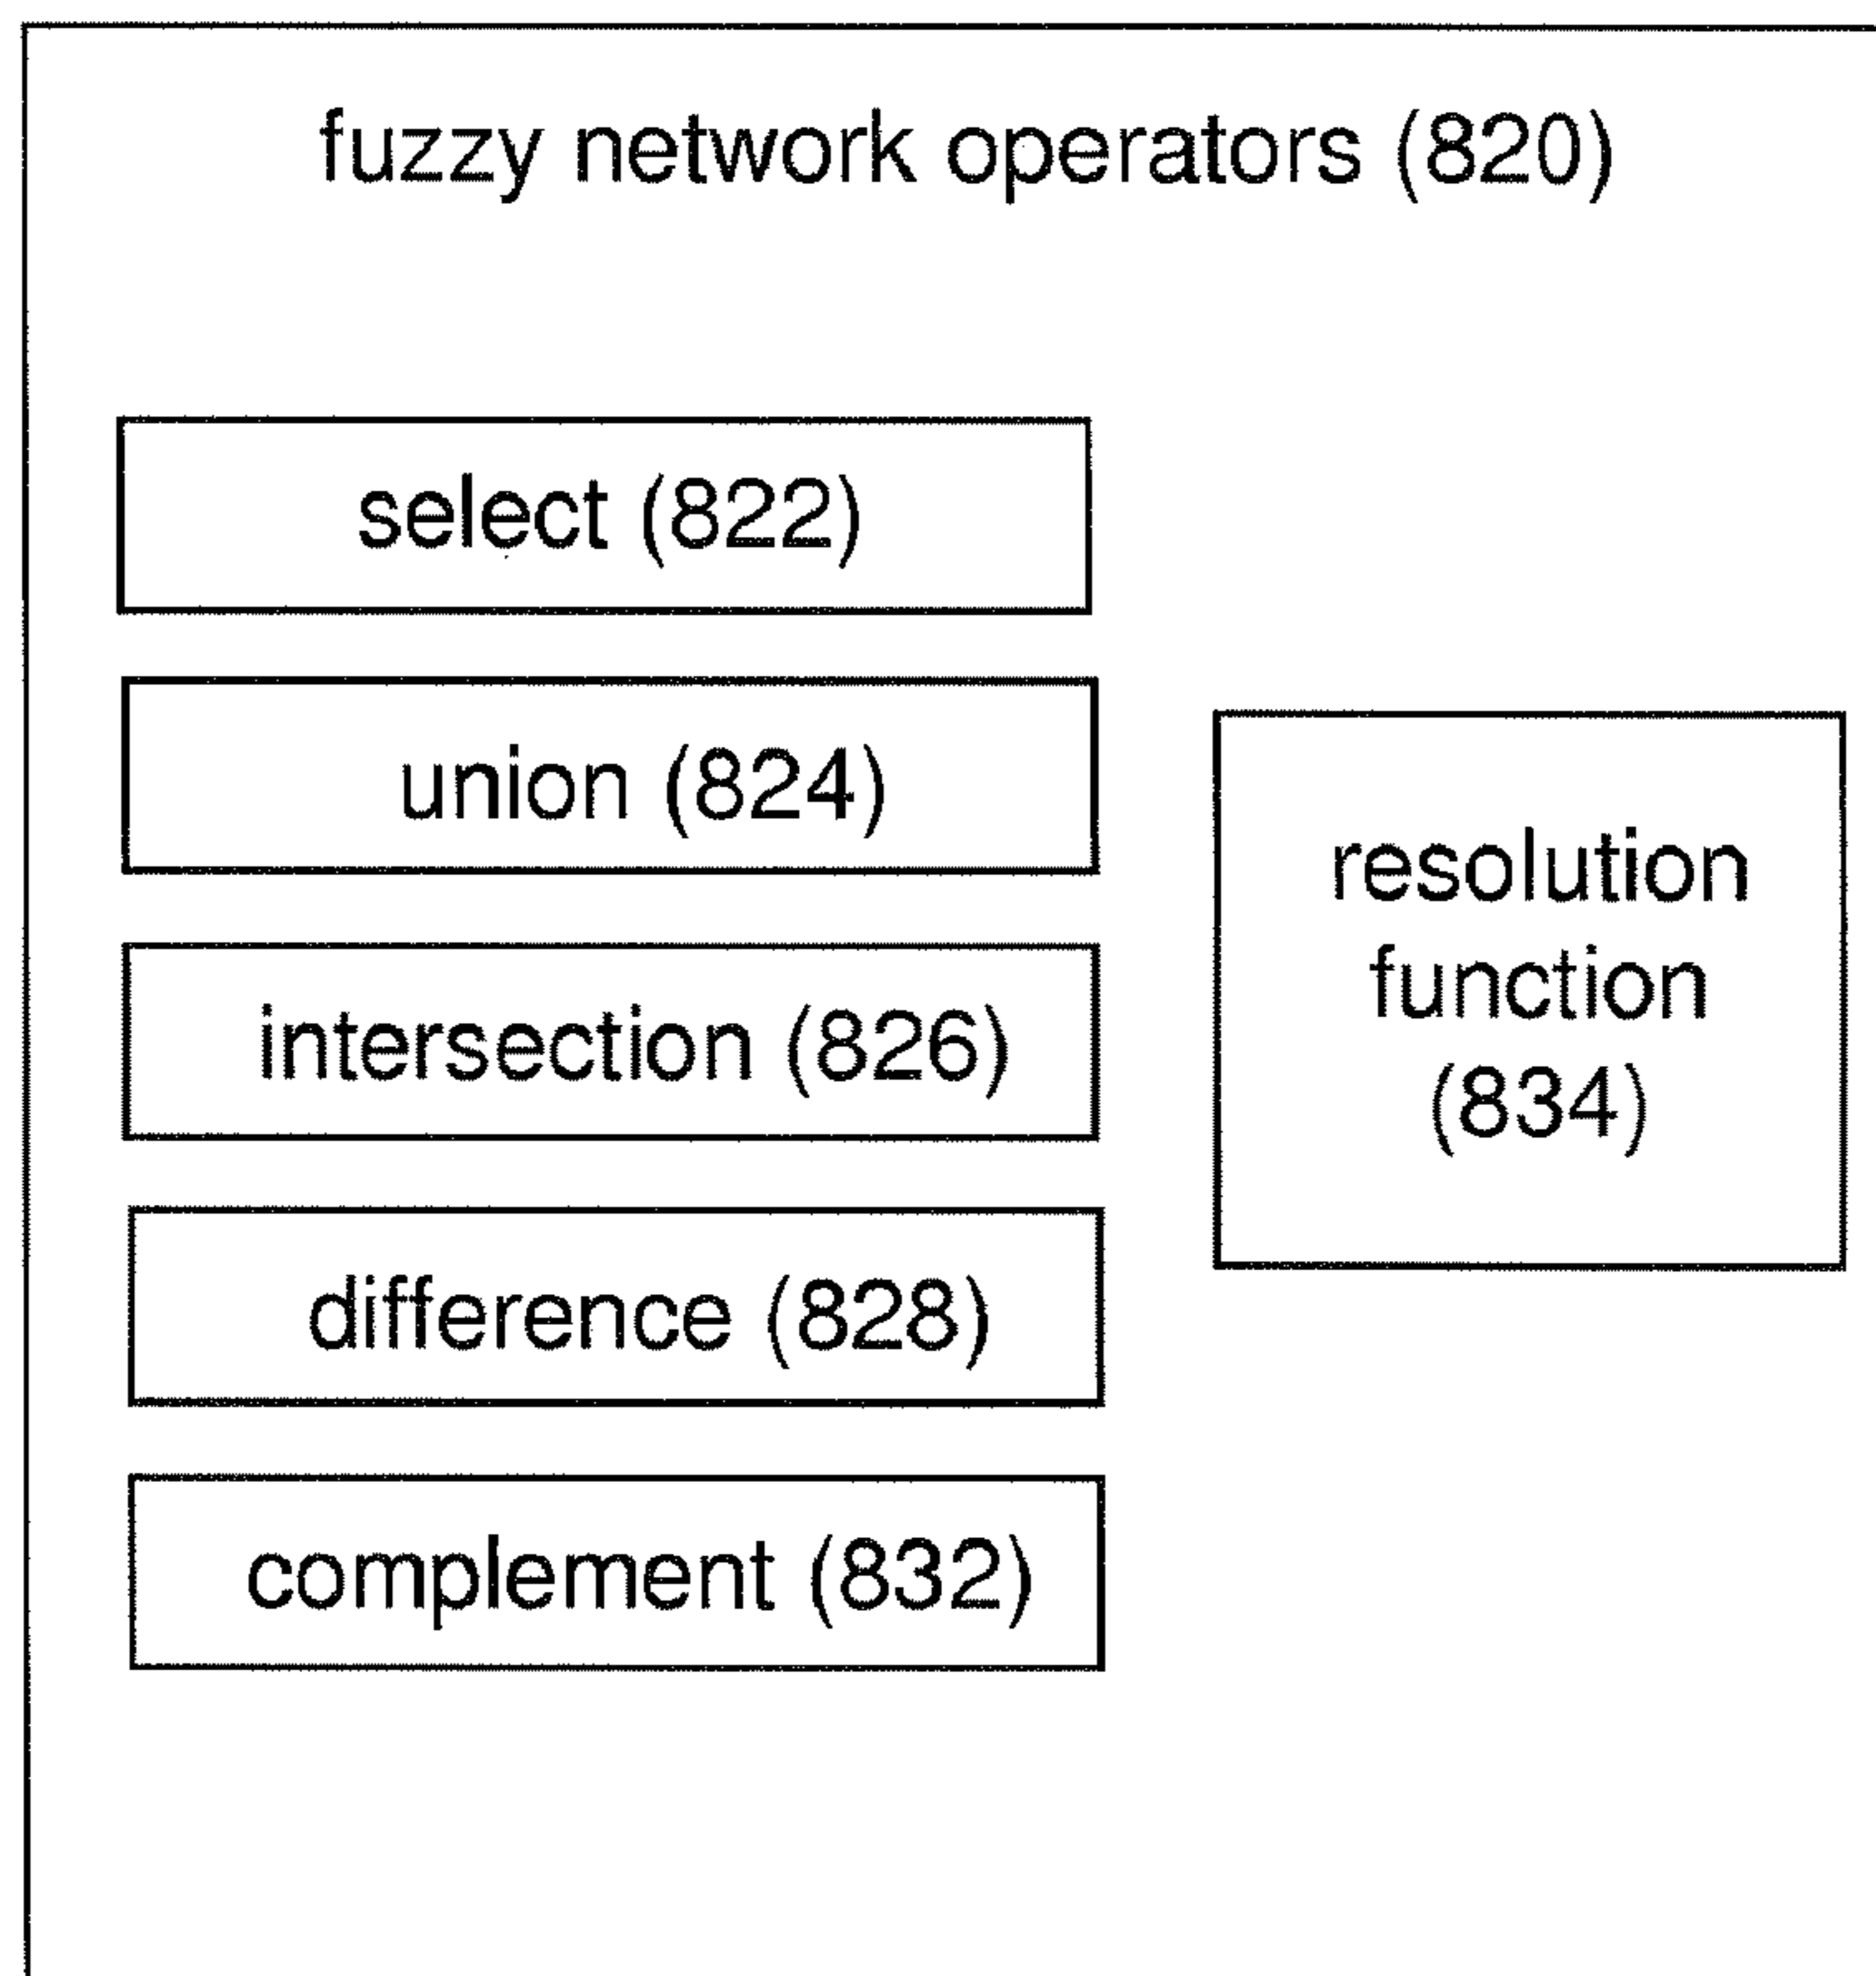 fuzzy network operators (820)
select (822)
union (824)
intersection (826)
difference (828)
complement (832)
resolution
function
(834)